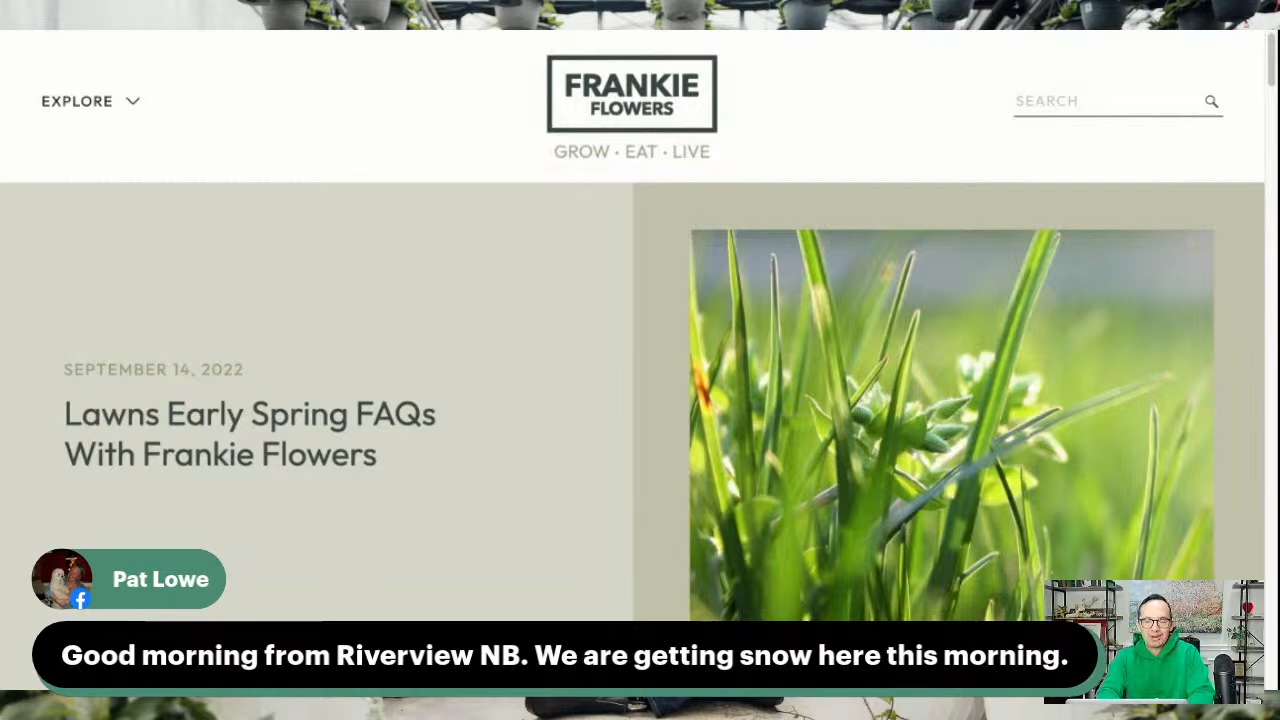 EXPLORE
FRANKIE
FLOWERS
GROW · EAT · LIVE
SEARCH
SEPTEMBER 14, 2022
Lawns Early Spring FAQs
With Frankie Flowers
Pat Lowe
Good morning from Riverview NB. We are getting snow here this morning.